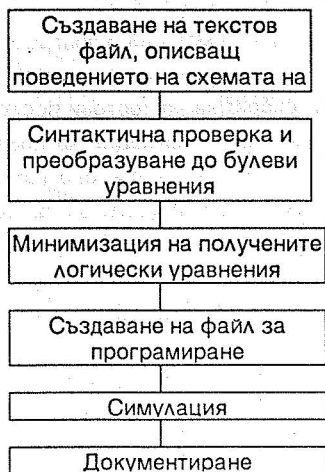 Създаване на текстов
файл, описващ
поведението на схемата на
Синтактична проверка и
преобразуване до булеви
уравнения
Минимизация на получените
логически уравнения
Създаване на файл за
програмиране
Симулация
Документиране